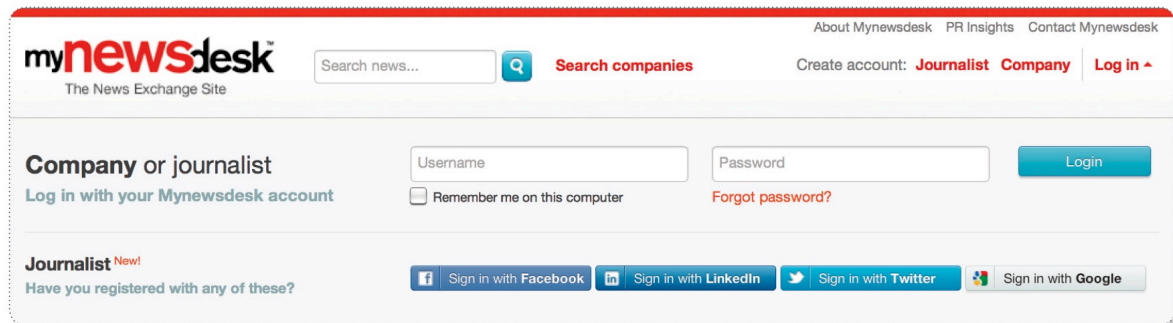 About Mynewsdesk PR Insights Contact Mynewsdesk
mynewsdesk™
The News Exchange Site
Search news...
Search companies
Create account: Journalist Company Log in
Company or journalist
Log in with your Mynewsdesk account
Username
Password
Login
Remember me on this computer
Forgot password?
Journalist New!
Have you registered with any of these?
f Sign in with Facebook
in Sign in with LinkedIn
Sign in with Twitter
g Sign in with Google